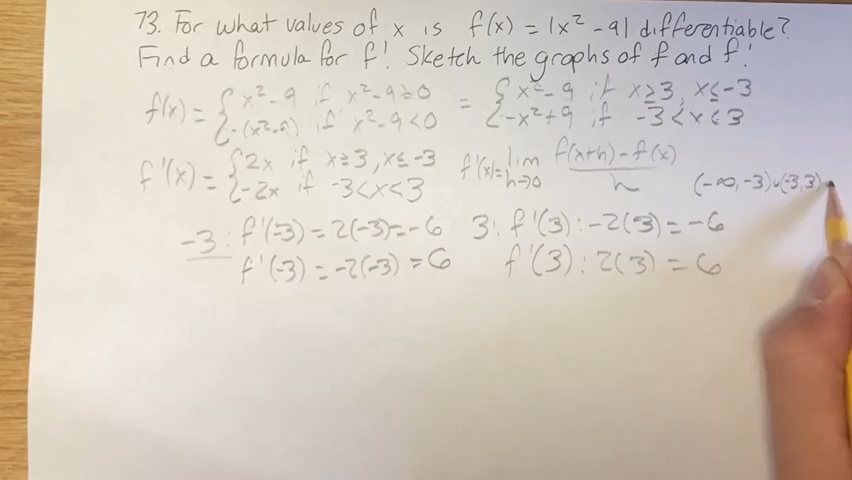 73. For what values of x is f(x) = |x² - 9| differentiable?
Find a formula for f'. Sketch the graphs of f and f'.
f(x) = { x² - 9 if x² - 9 ≥ 0 = { x² - 9 if x ≥ 3, x ≤ -3
-(x² - 9) if x² - 9 < 0 -x² + 9 if -3 < x < 3
f'(x) = { 2x if x ≥ 3, x ≤ -3 f'(x) = lim h→0 f(x+h) - f(x) / h
-2x if -3 < x < 3 (-∞, -3) ∪ (-3, 3)
-3: f'(-3) = 2(-3) = -6 3: f'(3): -2(3) = -6
f'(-3) = -2(-3) = 6 f'(3): 2(3) = 6